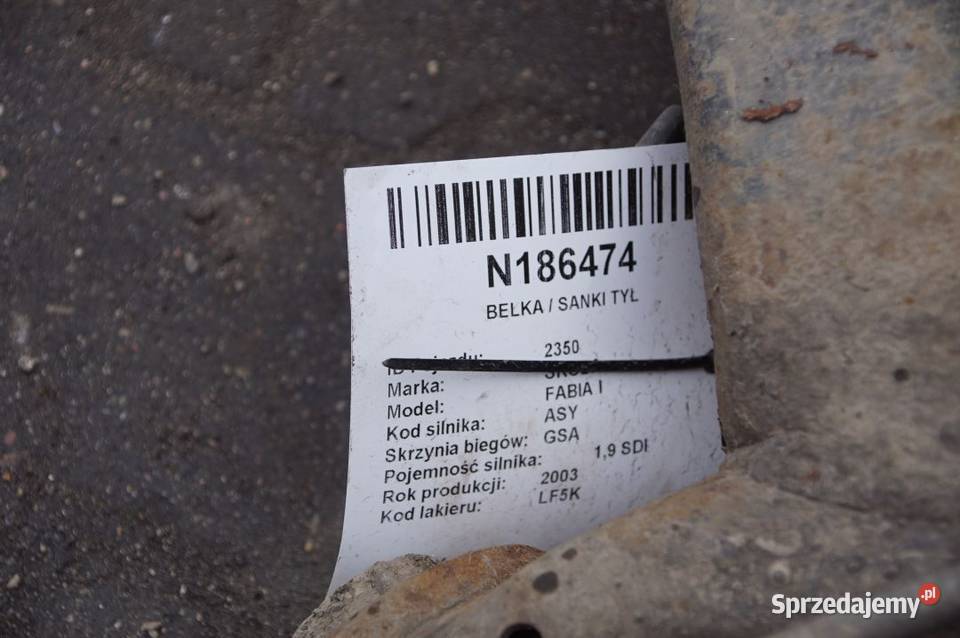 N186474
BELKA / SANKI TYŁ
2350
Marka:
Model: FABIA I
Kod silnika: ASY
Skrzynia biegów: GSA
Pojemność silnika: 1,9 SDI
Rok produkcji: 2003
Kod lakieru: LF5K
Sprzedajemy.pl